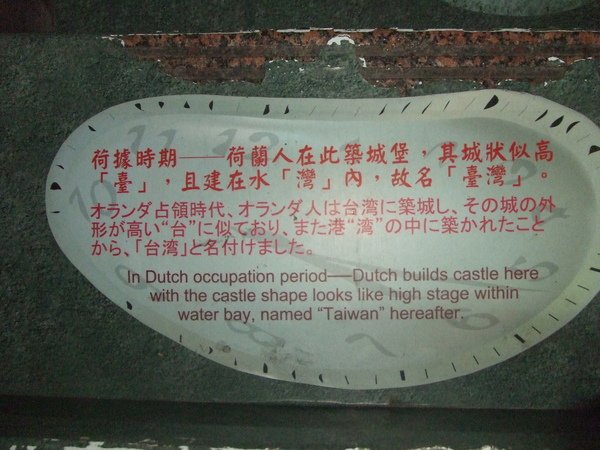 荷據時期——荷蘭人在此築城堡，其城狀似高
「臺」，且建在水「灣」內，故名「臺灣」。
オランダ占領時代、オランダ人は台湾に築城し、その城の外
形が高い“台”に似ており、また港“湾”の中に築かれたこと
から、「台湾」と名付けました。
In Dutch occupation period—Dutch builds castle here
with the castle shape looks like high stage within
water bay, named “Taiwan” hereafter.